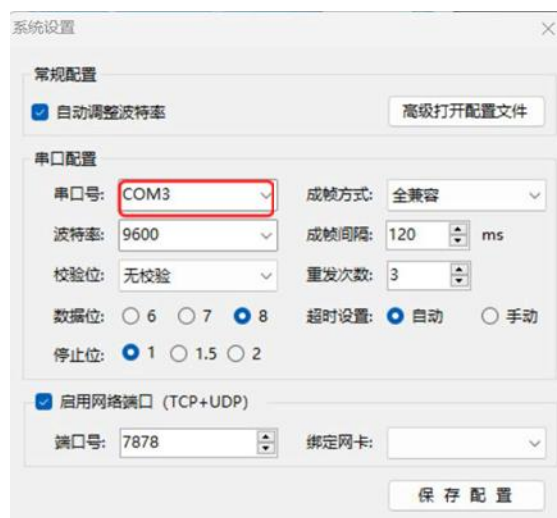 系统设置
常规配置
自动调整波特率 高级打开配置文件
串口配置
串口号: COM3 成帧方式: 全兼容
波特率: 9600 成帧间隔: 120 ms
校验位: 无校验 重发次数: 3
数据位: 6 7 8 超时设置: 自动 手动
停止位: 1 1.5 2
启用网络端口 (TCP+UDP)
端口号: 7878 绑定网卡:
保存配置